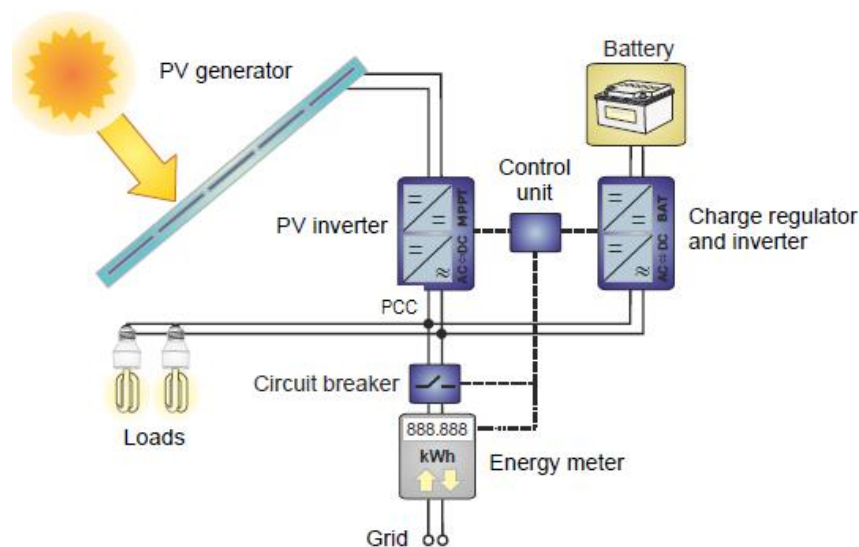 PV generator
Battery
Control
unit
PV inverter
MPPT
AC⇔DC
BAT
AC⇔DC
Charge regulator
and inverter
PCC
Circuit breaker
Loads
888.888
kWh
Energy meter
Grid